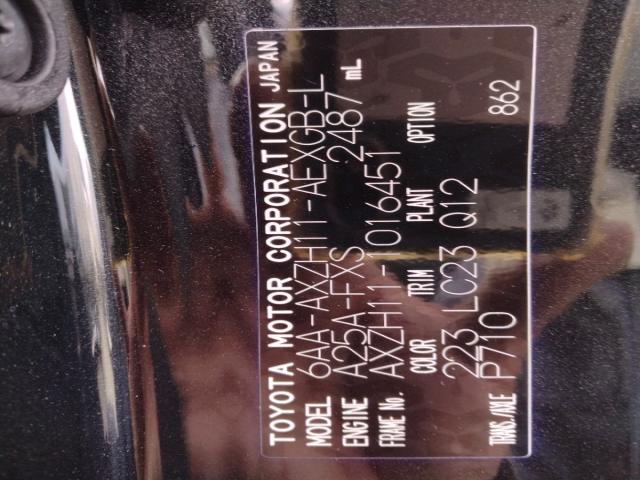 TOYOTA MOTOR CORPORATION JAPAN
MODEL 6AA-AXZH11-AEXGB-L
ENGINE A25A-FXS 2487 mL
FRAME No. AXZH11-1016451
COLOR TRIM PLANT OPTION
223 LC23 Q12 862
TRANS./AXLE P710